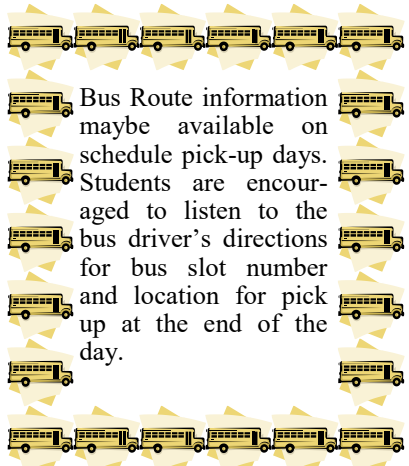 Bus Route information
maybe available on
schedule pick-up days.
Students are encour-
aged to listen to the
bus driver's directions
for bus slot number
and location for pick
up at the end of the
day.